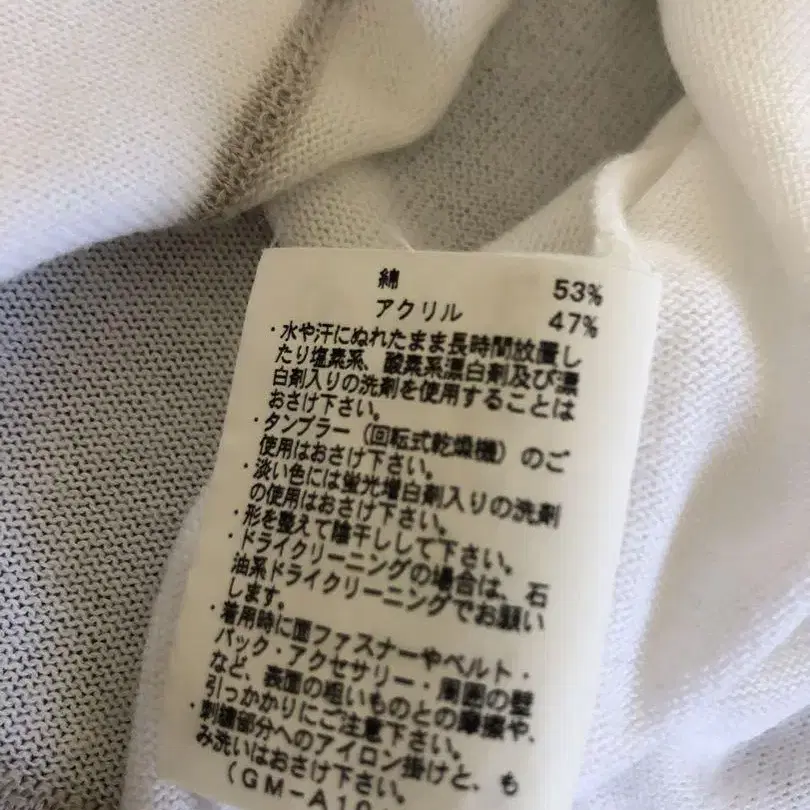 綿 53%
アクリル 47%
・水や汗にぬれたまま長時間放置し
たり塩素系、酸素系漂白剤及び漂
白剤入りの洗剤を使用することは
おさけ下さい。
・タンブラー（回転式乾燥機）のご
使用はおさけ下さい。
・淡い色には蛍光増白剤入りの洗剤
の使用はおさけ下さい。
・形を整えて陰干しして下さい。
・ドライクリーニングの場合は、石
油系ドライクリーニングでお願い
します。
・着用時に面ファスナーやベルト・
バック・アクセサリー・周囲の壁
など、表面の粗いものとの摩擦や、
引っかかりにご注意下さい。
・刺繍部分へのアイロン掛けと、も
み洗いはおさけ下さい。
(GM-A10